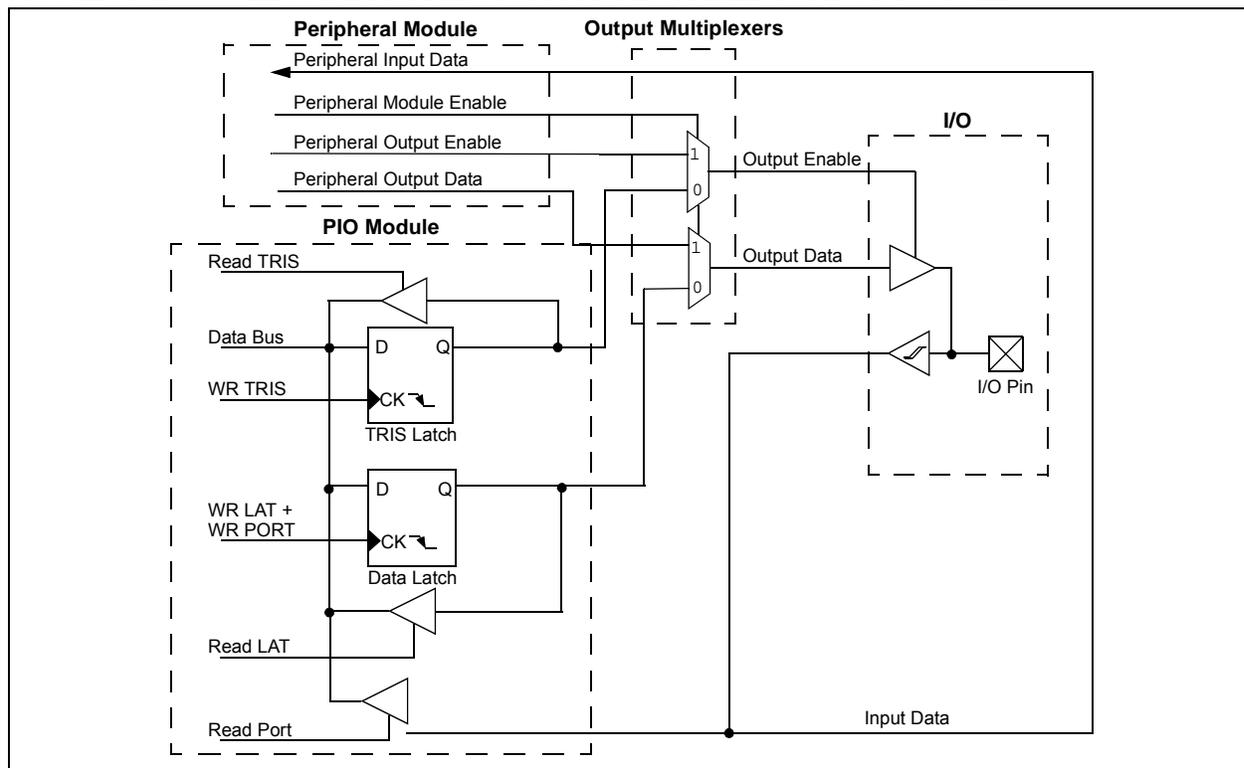 Peripheral Module
Output Multiplexers
Peripheral Input Data
Peripheral Module Enable
Peripheral Output Enable
Peripheral Output Data
I/O
1
0
Output Enable
PIO Module
1
0
Output Data
Read TRIS
Data Bus
D
Q
WR TRIS
CK
TRIS Latch
I/O Pin
D
Q
WR LAT +
WR PORT
CK
Data Latch
Read LAT
Read Port
Input Data